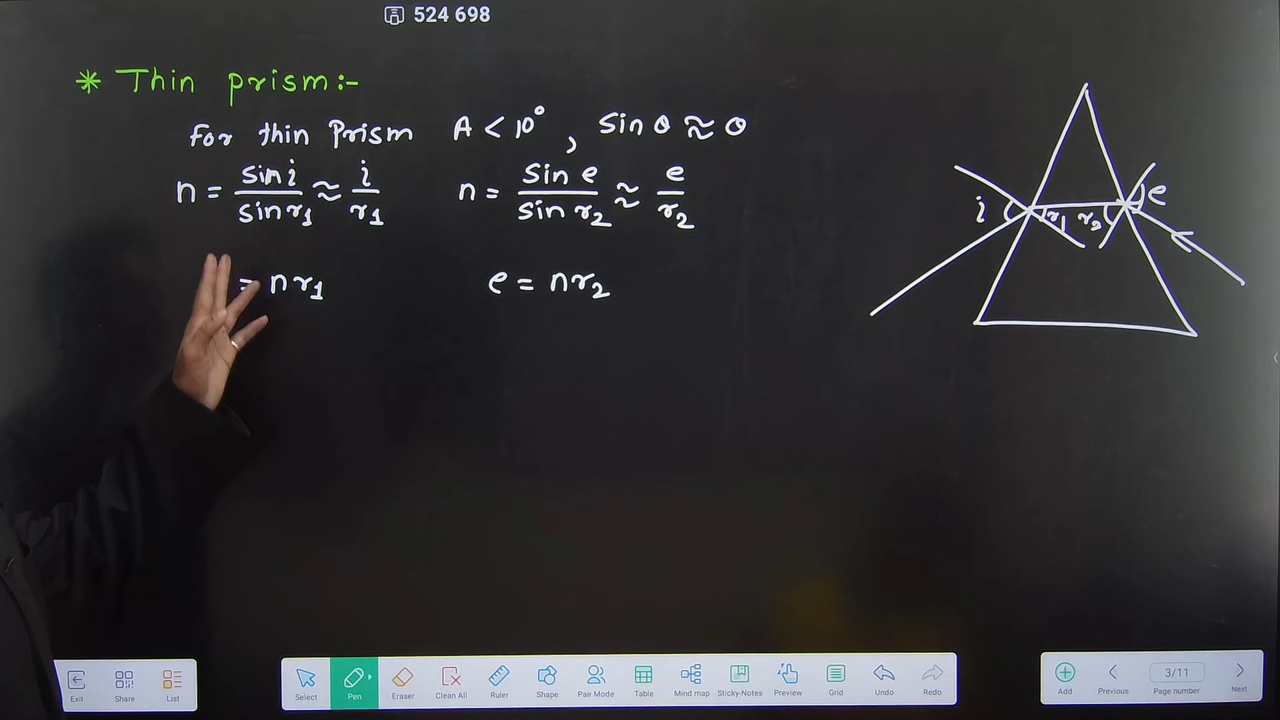 524 698
* Thin prism:-
For thin Prism A < 10°, Sin θ ≈ θ
n = sin i / sin r₁ ≈ i / r₁ n = Sin e / sin r₂ ≈ e / r₂
= nr₁ e = nr₂
i r₁ r₂ e
Exit Share List Select Pen Eraser Clean All Ruler Shape Pair Mode Table Mind map Sticky-Notes Preview Grid Undo Redo Add Previous 3/11 Page number Next